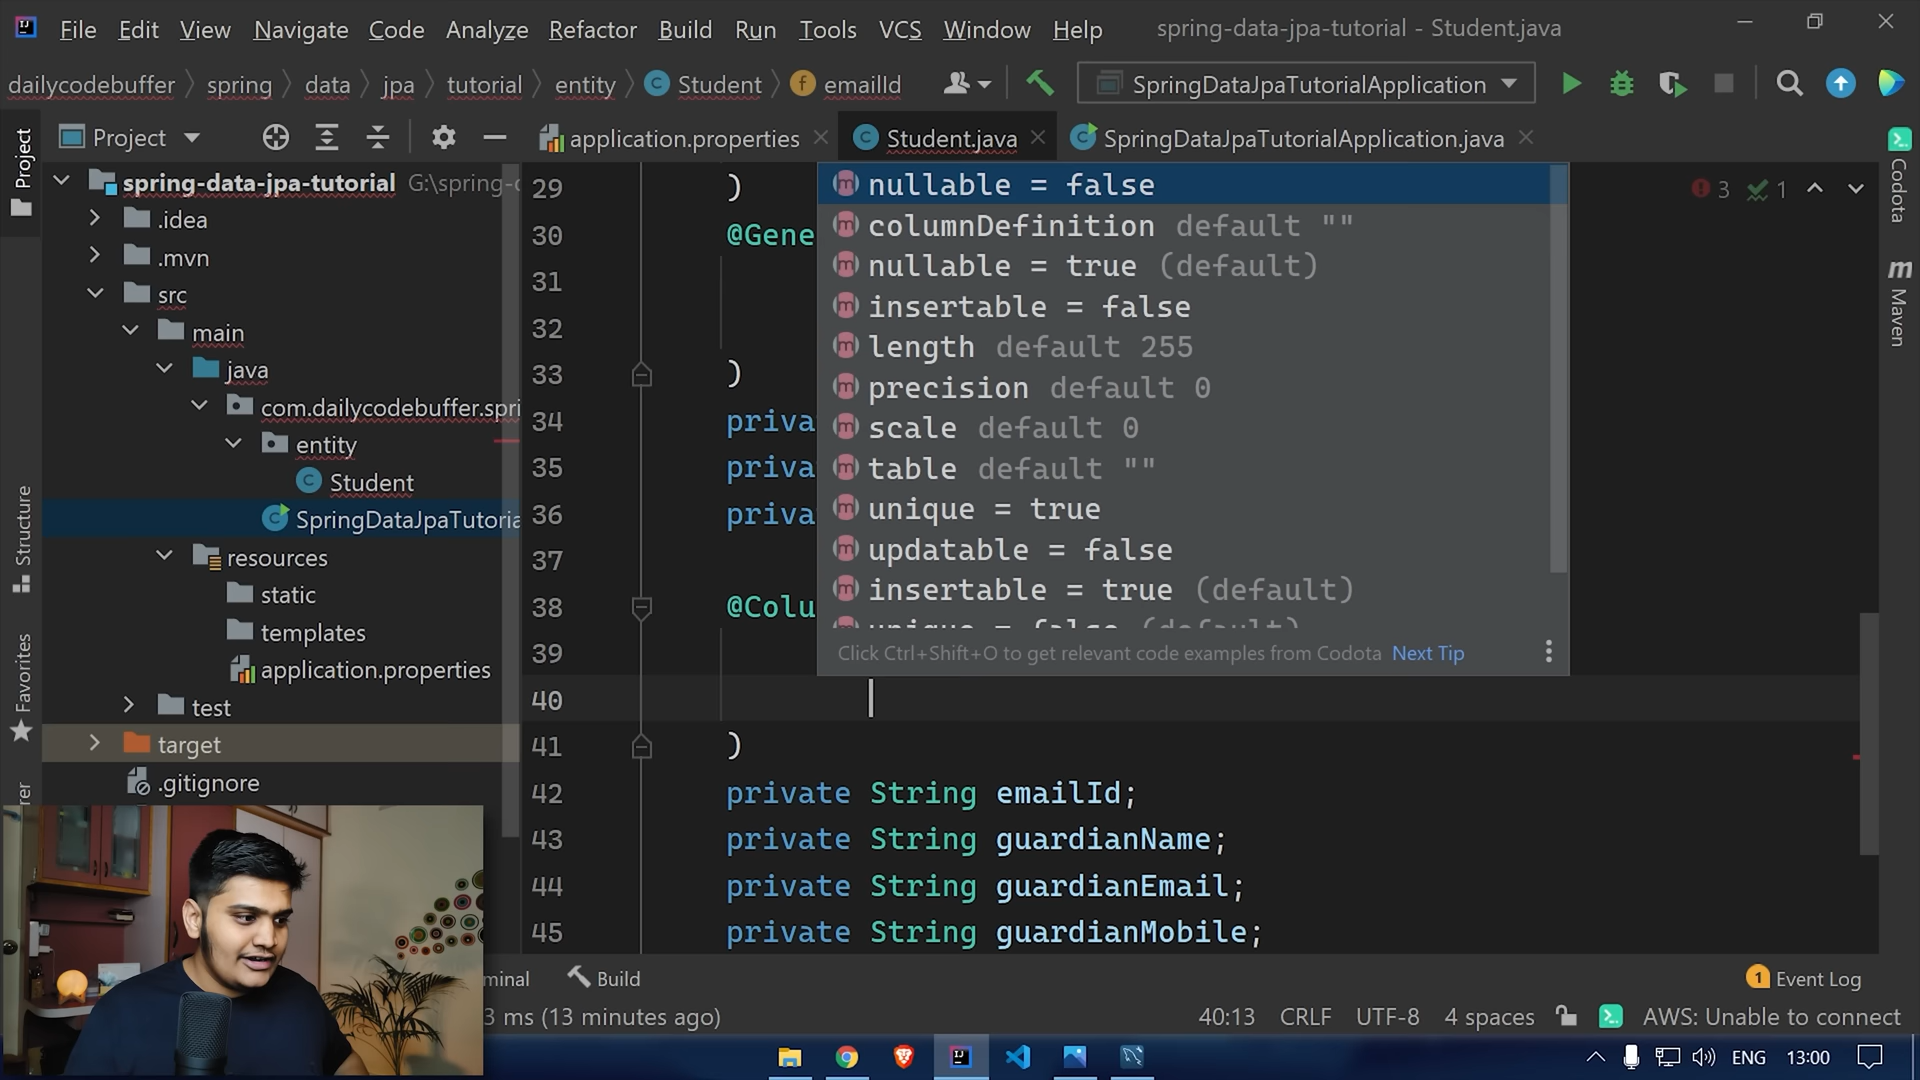 File Edit View Navigate Code Analyze Refactor Build Run Tools VCS Window Help spring-data-jpa-tutorial - Student.java
dailycodebuffer spring data jpa tutorial entity Student emailId SpringDataJpaTutorialApplication
Project
application.properties Student.java SpringDataJpaTutorialApplication.java
Project
Structure
Favorites
spring-data-jpa-tutorial G:\spring-
.idea
.mvn
src
main
java
com.dailycodebuffer.spri
entity
Student
SpringDataJpaTutoria
resources
static
templates
application.properties
test
target
.gitignore
29 )
30 @Gene
31
32
33 )
34 priva
35 priva
36 priva
37
38 @Colu
39
40
41 )
42 private String emailId;
43 private String guardianName;
44 private String guardianEmail;
45 private String guardianMobile;
nullable = false
columnDefinition default ""
nullable = true (default)
insertable = false
length default 255
precision default 0
scale default 0
table default ""
unique = true
updatable = false
insertable = true (default)
unique = false (default)
Click Ctrl+Shift+O to get relevant code examples from Codota Next Tip
3 1
Codota
Maven
minal Build 1 Event Log
3 ms (13 minutes ago) 40:13 CRLF UTF-8 4 spaces AWS: Unable to connect
ENG 13:00